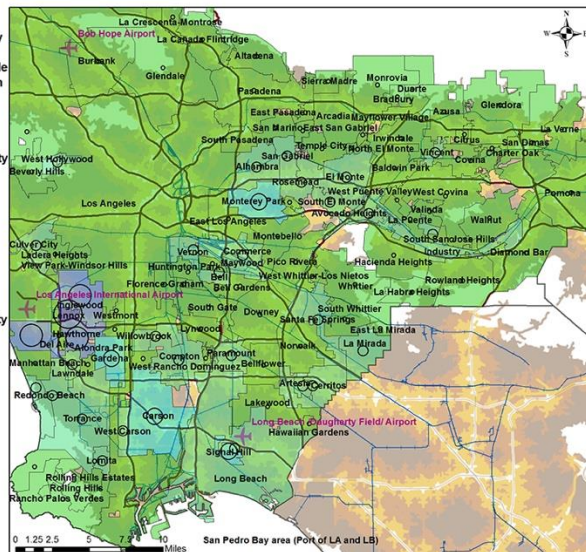 La Crescenta-Montrose
Bob Hope Airport
La Cañada Flintridge
Burbank
Altadena
Glendale
Sierra Madre
Monrovia
Duarte
Bradbury
Pasadena
Azusa
Glendora
East Pasadena
Arcadia
Mayflower Village
San Marino
East San Gabriel
La Verne
Irwindale
Citrus
San Dimas
South Pasadena
Temple City
North El Monte
Charter Oak
San Gabriel
Vincent
Covina
West Hollywood
Alhambra
Baldwin Park
Beverly Hills
Rosemead
El Monte
West Puente Valley
West Covina
Pomona
Los Angeles
Monterey Park
South El Monte
Valinda
Avocado Heights
La Puente
Walnut
East Los Angeles
Montebello
South San Jose Hills
Culver City
Vernon
Commerce
Industry
Diamond Bar
Ladera Heights
Maywood
Pico Rivera
Hacienda Heights
View Park-Windsor Hills
Huntington Park
Bell
West Whittier-Los Nietos
Florence-Graham
Bell Gardens
Whittier
Rowland Heights
Los Angeles International Airport
La Habra Heights
Inglewood
Lennox
Westmont
South Gate
Downey
South Whittier
Santa Fe Springs
Hawthorne
Lynwood
East La Mirada
Del Aire
Willowbrook
Norwalk
La Mirada
Alondra Park
Gardena
Compton
Paramount
Manhattan Beach
West Rancho Dominguez
Bellflower
Lawndale
Artesia
Cerritos
Redondo Beach
Lakewood
Torrance
Carson
Long Beach /Daugherty Field/ Airport
West Carson
Hawaiian Gardens
Signal Hill
Lomita
Rolling Hills Estates
Rolling Hills
Long Beach
Rancho Palos Verdes
0 1.25 2.5 5 7.5 10
Miles
San Pedro Bay area (Port of LA and LB)
N
W E
S